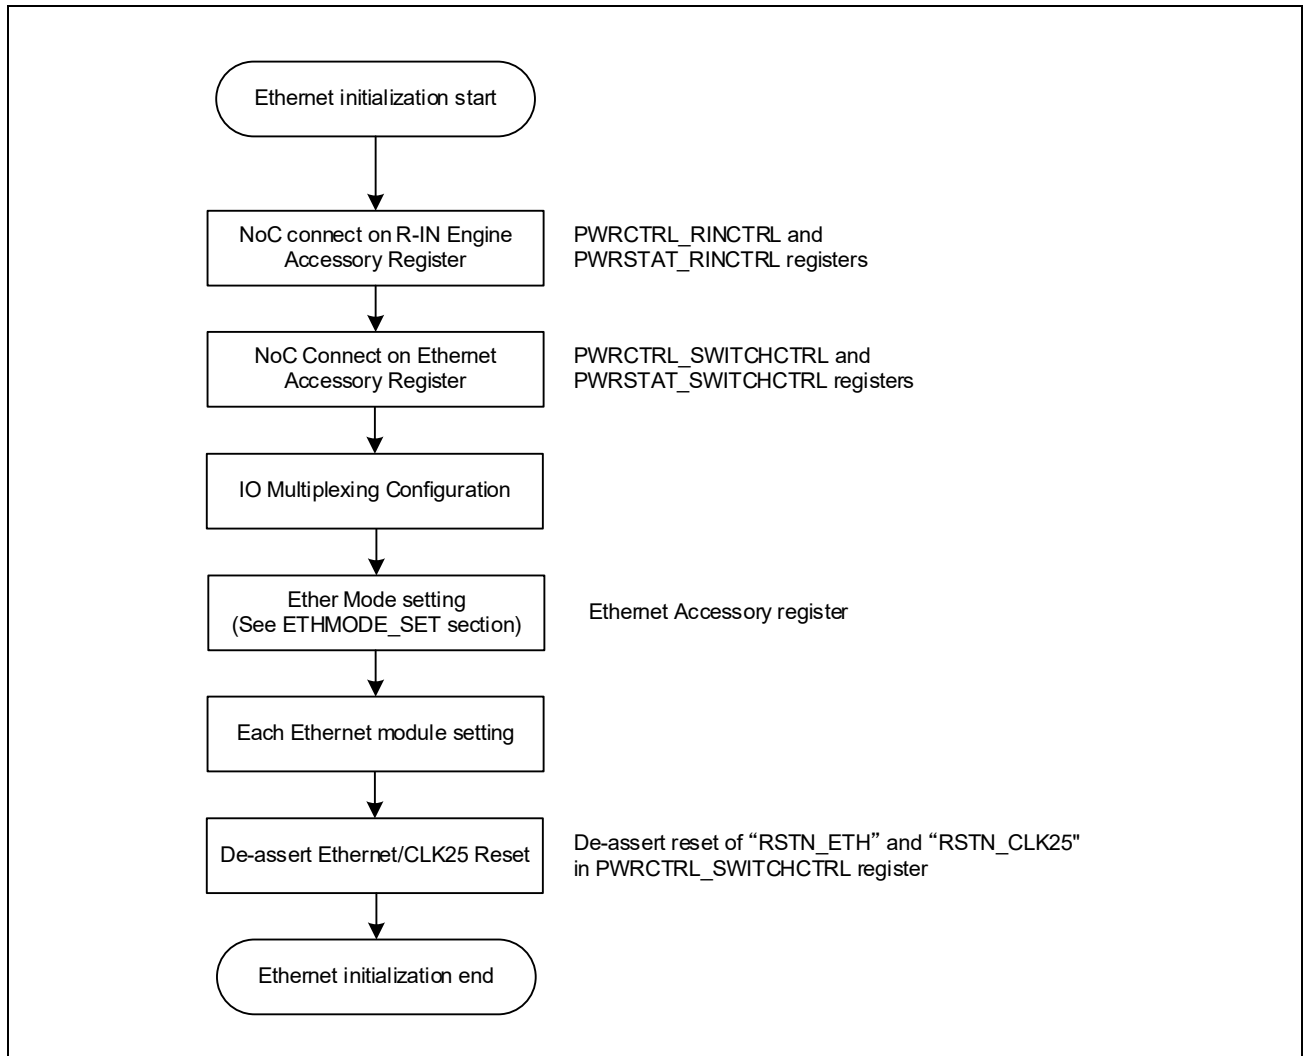 Ethernet initialization start
NoC connect on R-IN Engine
Accessory Register
PWRCTRL_RINCTRL and
PWRSTAT_RINCTRL registers
NoC Connect on Ethernet
Accessory Register
PWRCTRL_SWITCHCTRL and
PWRSTAT_SWITCHCTRL registers
IO Multiplexing Configuration
Ether Mode setting
(See ETHMODE_SET section)
Ethernet Accessory register
Each Ethernet module setting
De-assert Ethernet/CLK25 Reset
De-assert reset of “RSTN_ETH” and “RSTN_CLK25"
in PWRCTRL_SWITCHCTRL register
Ethernet initialization end